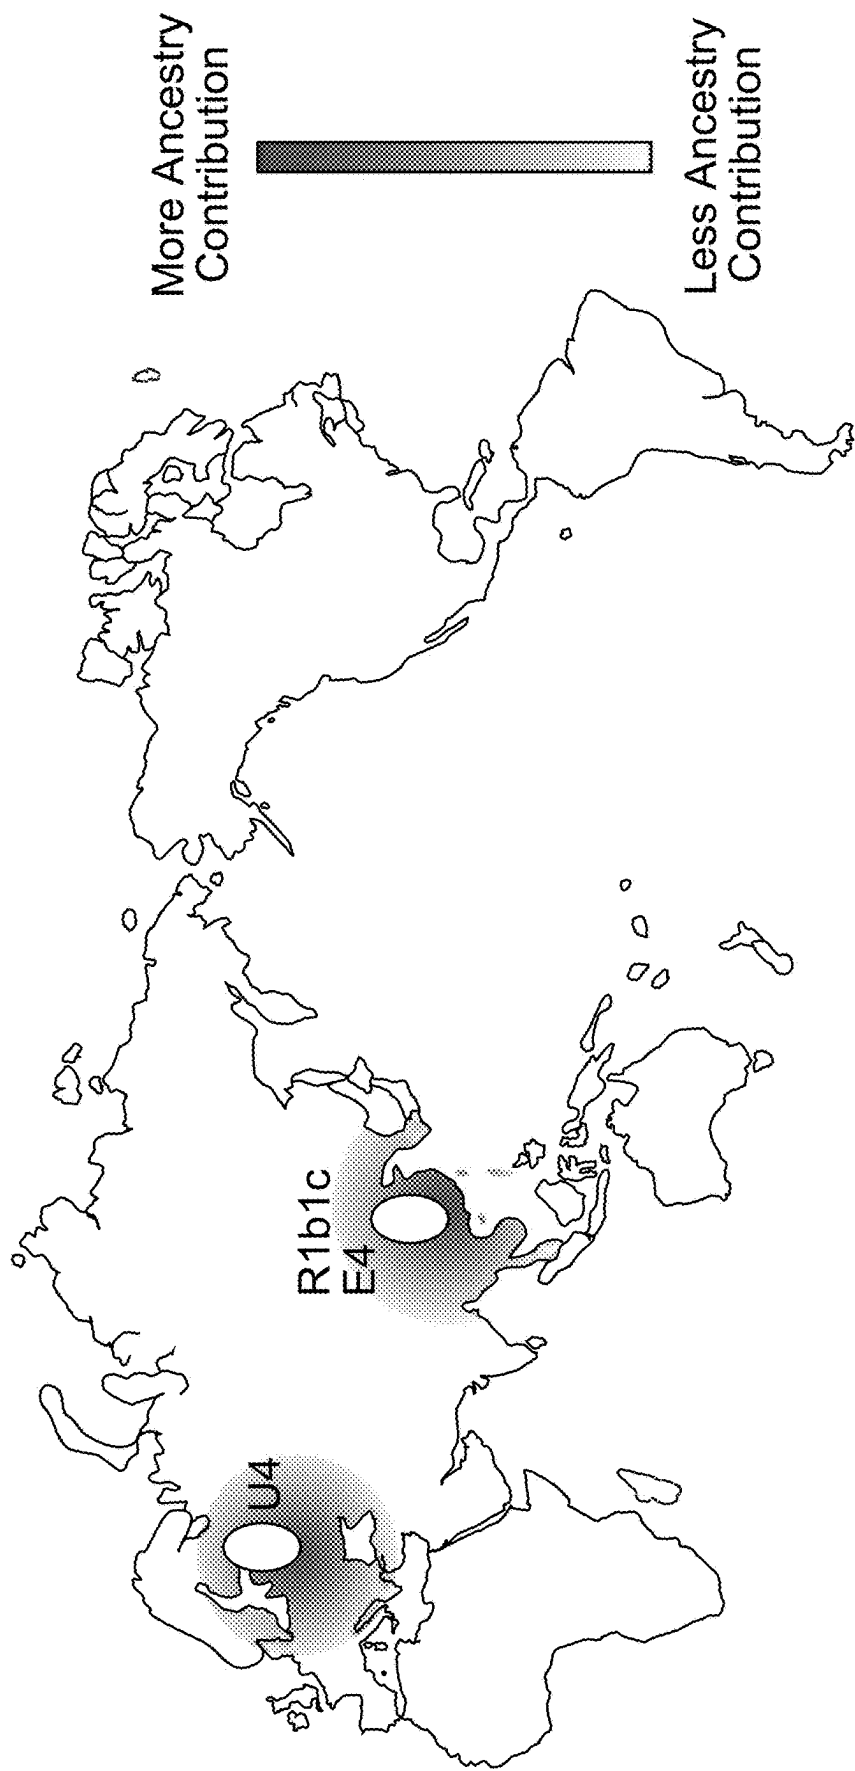 More Ancestry
Contribution
Less Ancestry
Contribution
R1b1c
E4
U4